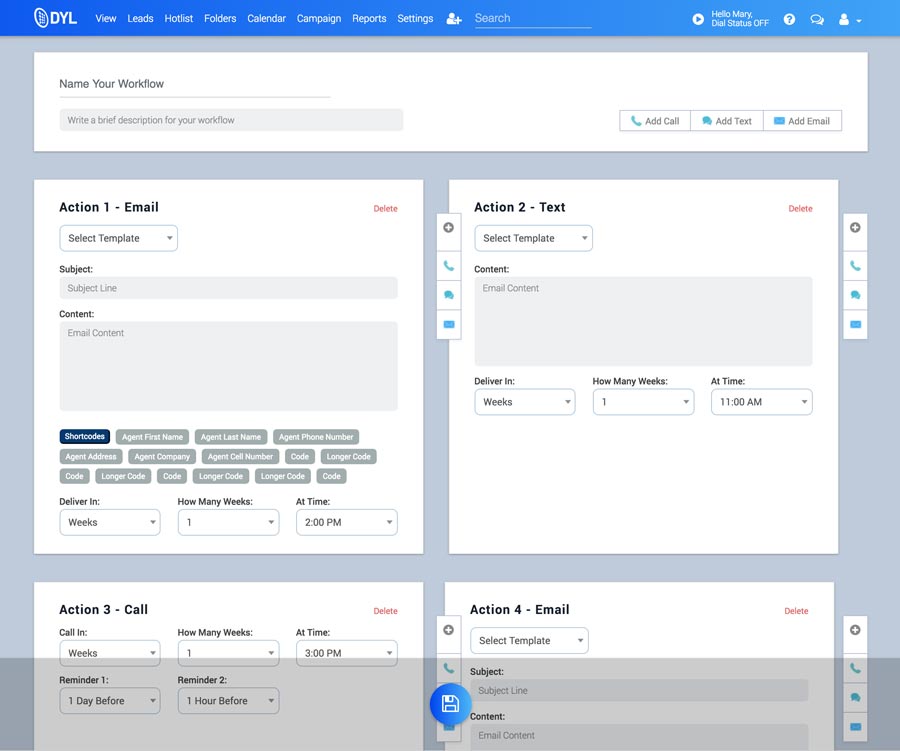 DYL View Leads Hotlist Folders Calendar Campaign Reports Settings Search Hello Mary,
Dial Status OFF
Name Your Workflow
Write a brief description for your workflow
Add Call Add Text Add Email
Action 1 - Email Delete
Select Template
Subject:
Subject Line
Content:
Email Content
Shortcodes Agent First Name Agent Last Name Agent Phone Number
Agent Address Agent Company Agent Cell Number Code Longer Code
Code Longer Code Code Longer Code Longer Code Code
Deliver In: How Many Weeks: At Time:
Weeks 1 2:00 PM
Action 2 - Text Delete
Select Template
Content:
Email Content
Deliver In: How Many Weeks: At Time:
Weeks 1 11:00 AM
Action 3 - Call Delete
Call In: How Many Weeks: At Time:
Weeks 1 3:00 PM
Reminder 1: Reminder 2:
1 Day Before 1 Hour Before
Action 4 - Email Delete
Select Template
Subject:
Subject Line
Content:
Email Content